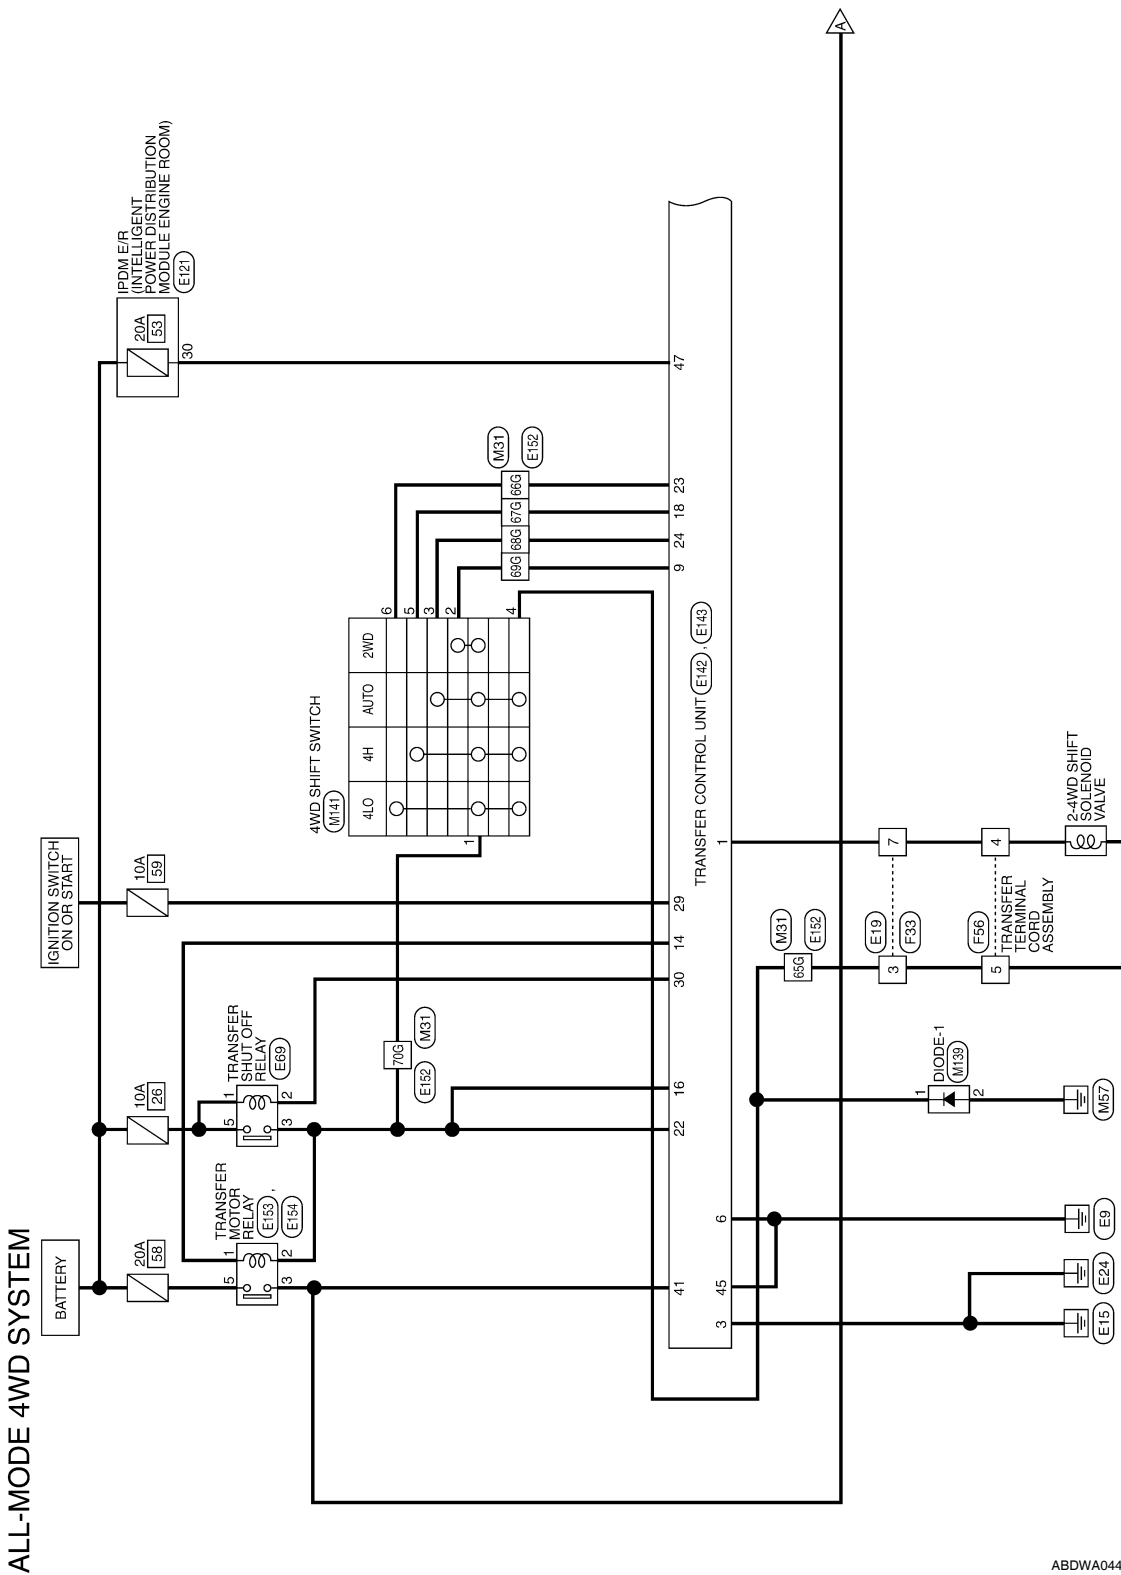 ALL-MODE 4WD SYSTEM
BATTERY
IGNITION SWITCH
ON OR START
20A
58
10A
26
10A
59
20A
53
IPDM E/R
(INTELLIGENT
POWER DISTRIBUTION
MODULE ENGINE ROOM)
E121
30
TRANSFER
MOTOR
RELAY
E153 ,
E154
5
1
3
2
TRANSFER
SHUT OFF
RELAY
E69
5
1
3
2
4WD SHIFT SWITCH
M141
4LO
4H
AUTO
2WD
1
6
5
3
2
4
70G
E152
M31
69G
68G
67G
66G
M31
E152
41
22
16
30
14
29
9
24
18
23
47
TRANSFER CONTROL UNIT E142 , E143
3
45
6
1
A
65G
M31
E152
3
7
E19
F33
5
4
F56
TRANSFER
TERMINAL
CORD
ASSEMBLY
DIODE-1
M139
1
2
2-4WD SHIFT
SOLENOID
VALVE
E15
E24
E9
M57
ABDWA044